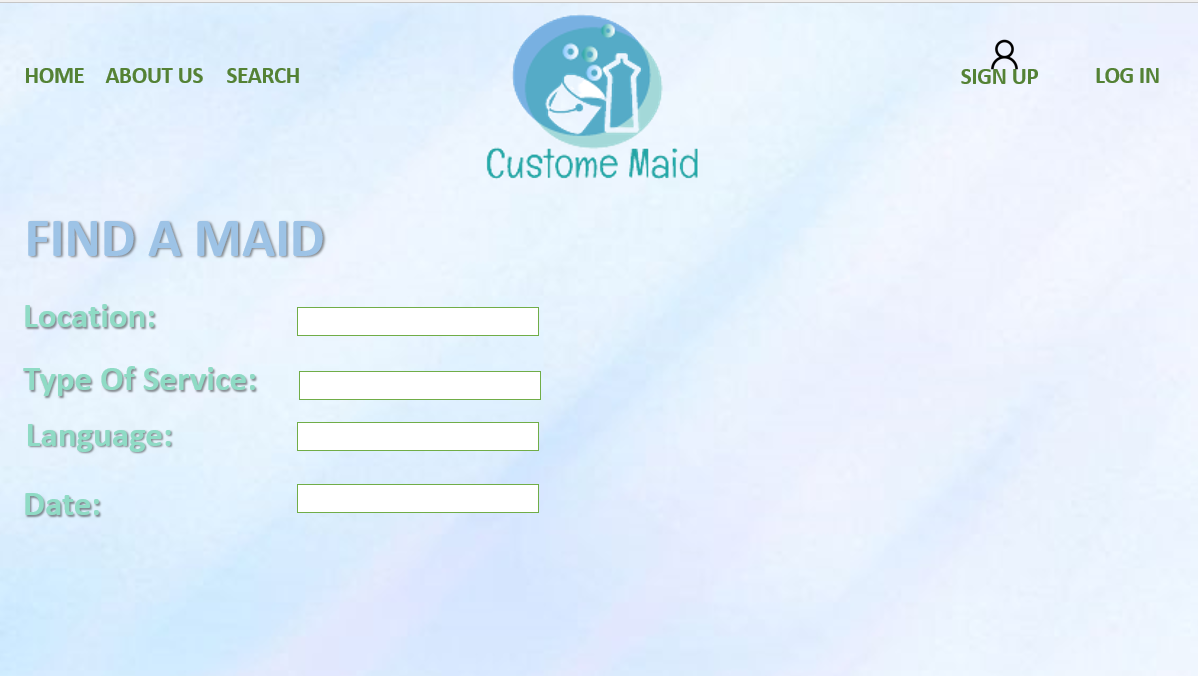 HOME ABOUT US SEARCH
SIGN UP LOG IN
Custome Maid
FIND A MAID
Location:
Type Of Service:
Language:
Date: